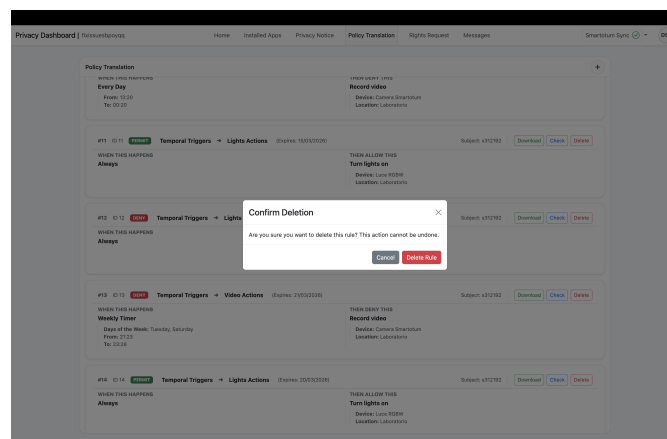 Privacy Dashboard | Home Installed Apps Privacy Notice Policy Translation Rights Request Messages Smartotum Sync
Policy Translation +
WHEN THIS HAPPENS THEN DENY THIS
Every Day Record video
From: 13:20 Device: Camera Smartotum
To: 00:20 Location: Laboratorio
#11 ID 11 PERMIT Temporal Triggers → Lights Actions (Expires: 15/03/2026) Subject: s312192 Download Check Delete
WHEN THIS HAPPENS THEN ALLOW THIS
Always Turn lights on
Device: Luce RGBW
Location: Laboratorio
#12 ID 12 DENY Temporal Triggers → Lights Subject: s312192 Download Check Delete
WHEN THIS HAPPENS
Always
Confirm Deletion ×
Are you sure you want to delete this rule? This action cannot be undone.
Cancel Delete Rule
#13 ID 13 DENY Temporal Triggers → Video Actions (Expires: 21/03/2026) Subject: s312192 Download Check Delete
WHEN THIS HAPPENS THEN DENY THIS
Weekly Timer Record video
Days of the Week: Tuesday, Saturday Device: Camera Smartotum
From: 21:23 Location: Laboratorio
To: 23:28
#14 ID 14 PERMIT Temporal Triggers → Lights Actions (Expires: 20/03/2026) Subject: s312192 Download Check Delete
WHEN THIS HAPPENS THEN ALLOW THIS
Always Turn lights on
Device: Luce RGBW
Location: Laboratorio